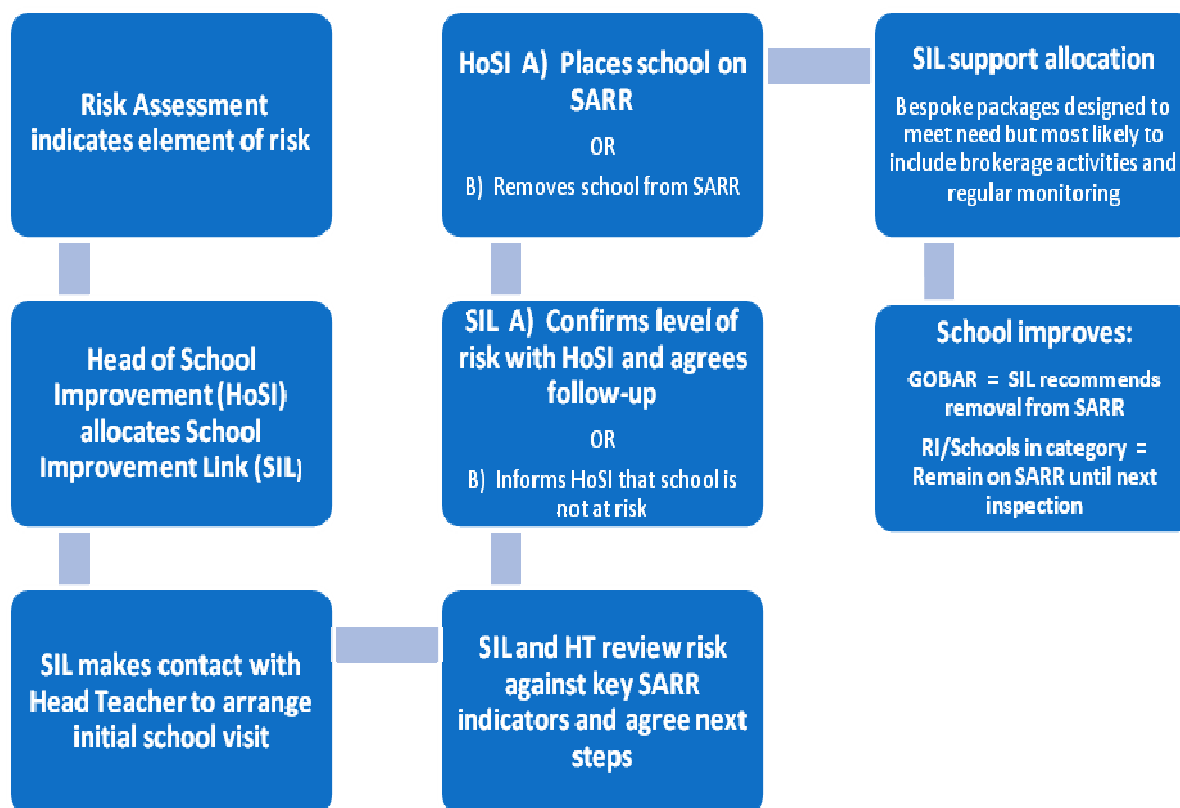 Risk Assessment
indicates element of risk
Head of School
Improvement (HoSI)
allocates School
Improvement Link (SIL)
SIL makes contact with
Head Teacher to arrange
initial school visit
SIL and HT review risk
against key SARR
indicators and agree next
steps
SIL A) Confirms level of
risk with HoSI and agrees
follow-up
OR
B) Informs HoSI that school is
not at risk
HoSI A) Places school on
SARR
OR
B) Removes school from SARR
SIL support allocation
Bespoke packages designed to
meet need but most likely to
include brokerage activities and
regular monitoring
School improves:
GOBAR = SIL recommends
removal from SARR
RI/Schools in category =
Remain on SARR until next
inspection